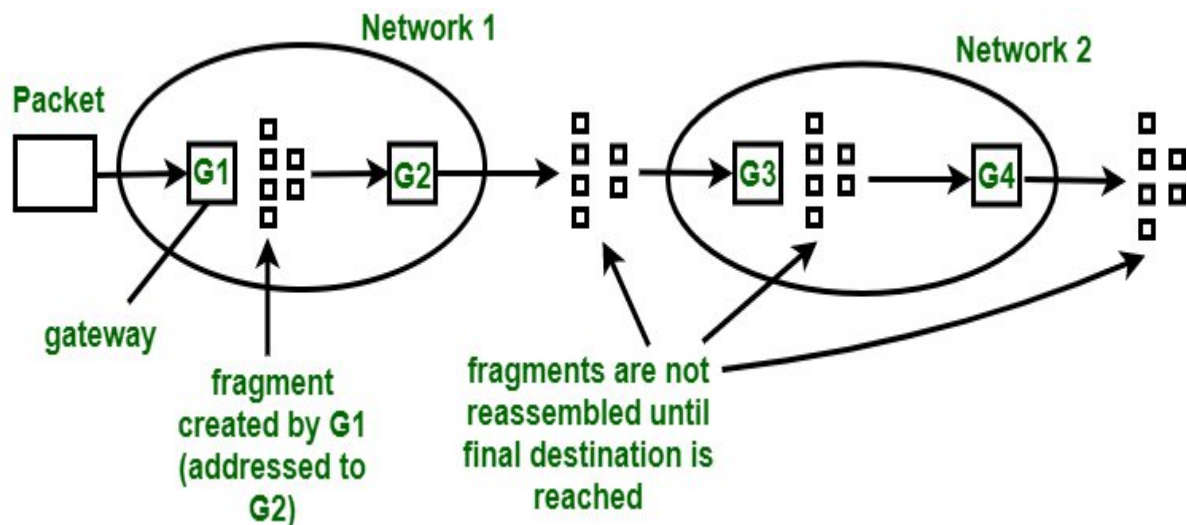 Network 1
Network 2
Packet
G1
G2
G3
G4
gateway
fragment
created by G1
(addressed to
G2)
fragments are not
reassembled until
final destination is
reached